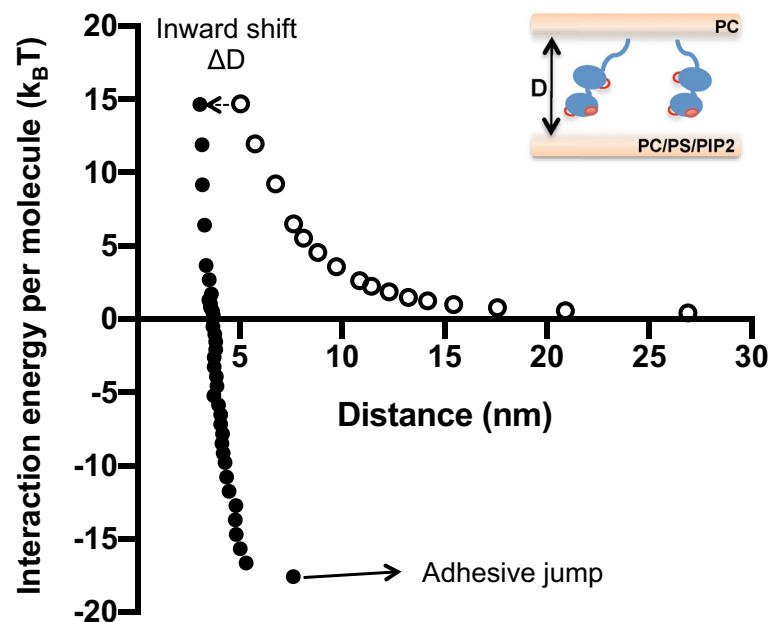 Inward shift
ΔD
PC
D
PC/PS/PIP2
Interaction energy per molecule (kBT)
20
15
10
5
0
-5
-10
-15
-20
5 10 15 20 25 30
Distance (nm)
Adhesive jump